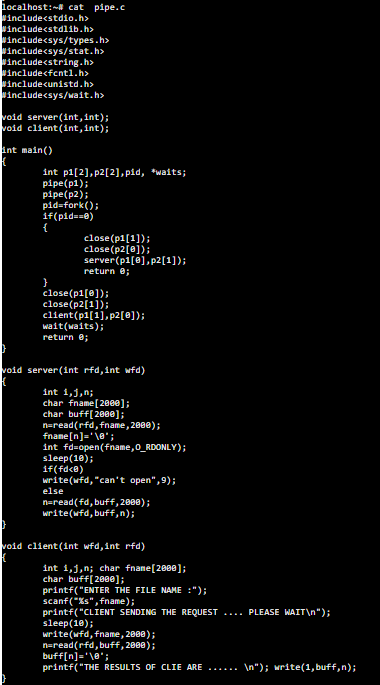 localhost:~# cat  pipe.c
#include<stdio.h>
#include<stdlib.h>
#include<sys/types.h>
#include<sys/stat.h>
#include<string.h>
#include<fcntl.h>
#include<unistd.h>
#include<sys/wait.h>

void server(int,int);
void client(int,int);

int main()
{
        int p1[2],p2[2],pid, *waits;
        pipe(p1);
        pipe(p2);
        pid=fork();
        if(pid==0)
        {
                close(p1[1]);
                close(p2[0]);
                server(p1[0],p2[1]);
                return 0;
        }
        close(p1[0]);
        close(p2[1]);
        client(p1[1],p2[0]);
        wait(waits);
        return 0;
}

void server(int rfd,int wfd)
{
        int i,j,n;
        char fname[2000];
        char buff[2000];
        n=read(rfd,fname,2000);
        fname[n]='\0';
        int fd=open(fname,O_RDONLY);
        sleep(10);
        if(fd<0)
        write(wfd,"can't open",9);
        else
        n=read(fd,buff,2000);
        write(wfd,buff,n);
}

void client(int wfd,int rfd)
{
        int i,j,n; char fname[2000];
        char buff[2000];
        printf("ENTER THE FILE NAME :");
        scanf("%s",fname);
        printf("CLIENT SENDING THE REQUEST .... PLEASE WAIT\n");
        sleep(10);
        write(wfd,fname,2000);
        n=read(rfd,buff,2000);
        buff[n]='\0';
        printf("THE RESULTS OF CLIE ARE ...... \n"); write(1,buff,n);
}